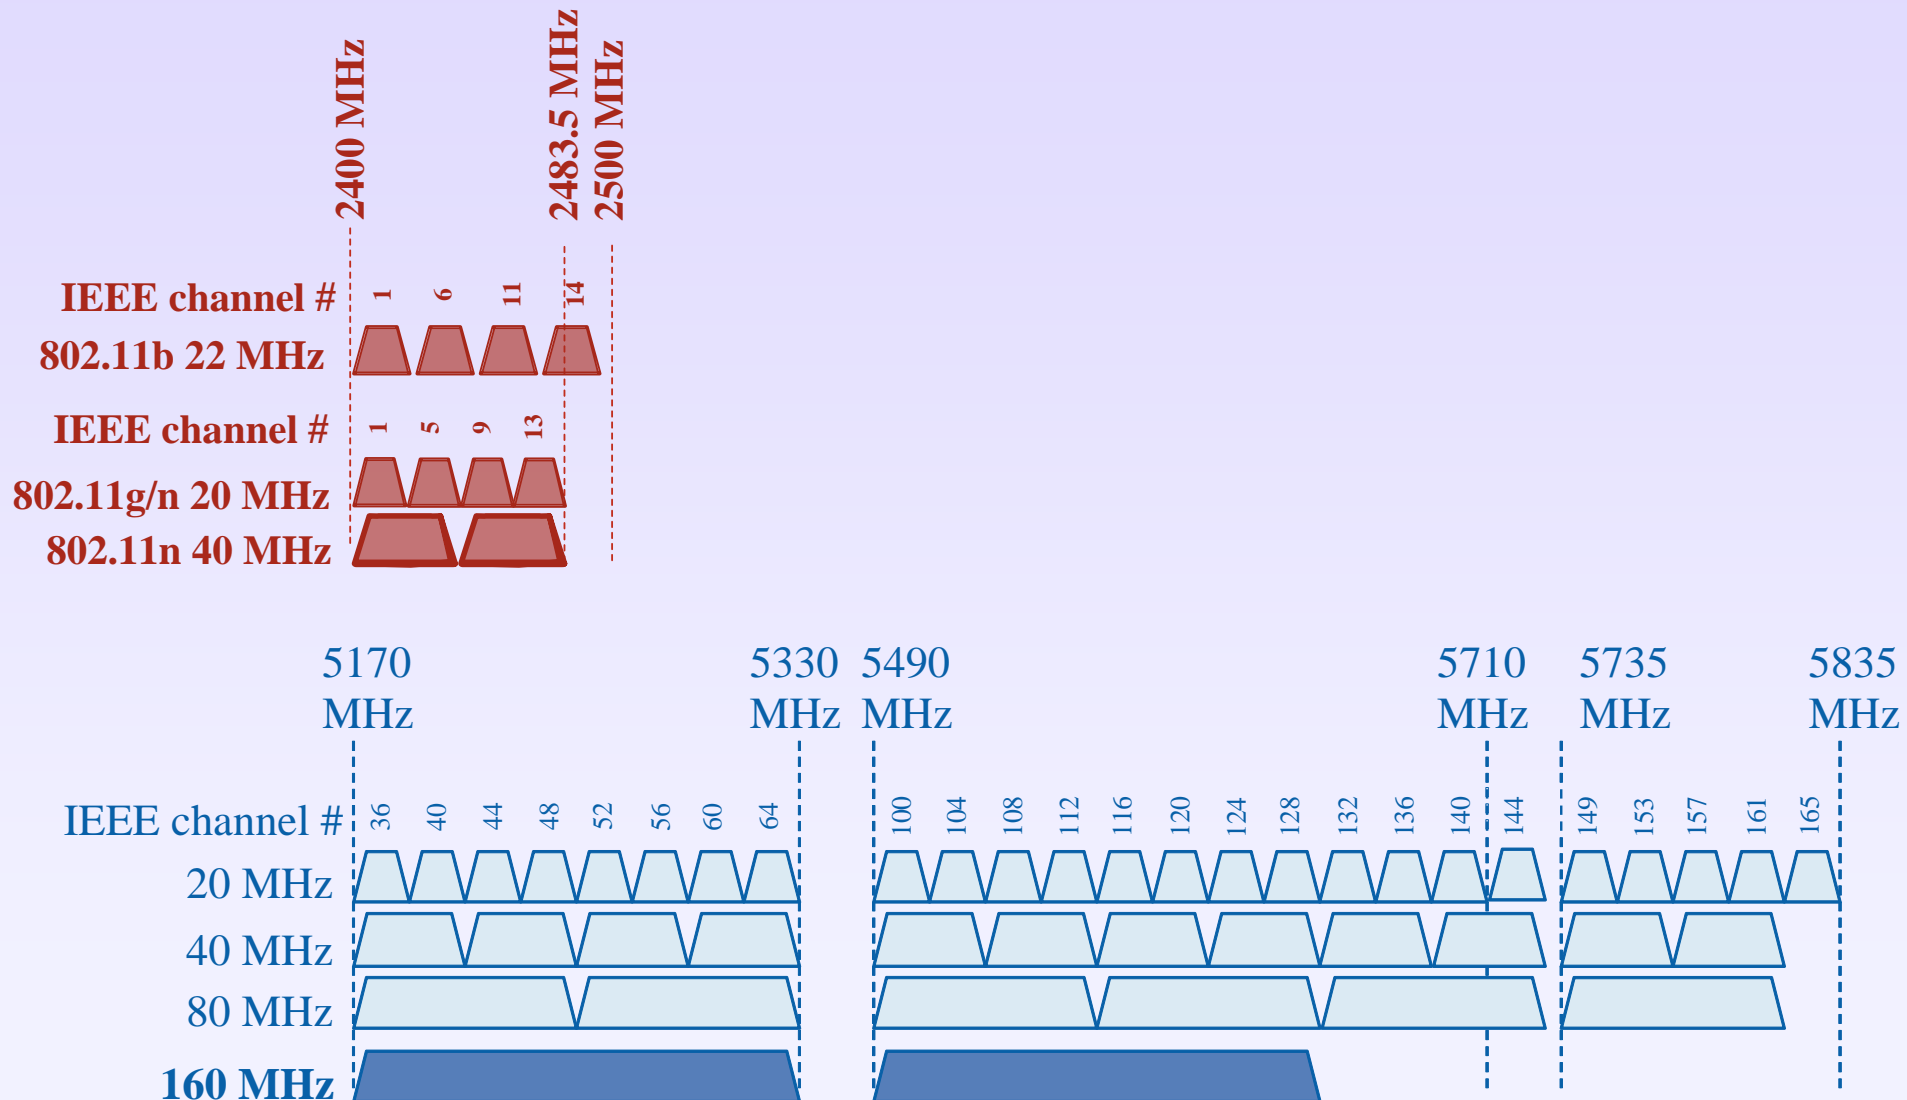 2400 MHz
2483.5 MHz
2500 MHz
IEEE channel # 1 6 11 14
802.11b 22 MHz
IEEE channel # 1 5 9 13
802.11g/n 20 MHz
802.11n 40 MHz
5170 5330 5490 5710 5735 5835
MHz MHz MHz MHz MHz MHz
IEEE channel # 36 40 44 48 52 56 60 64 100 104 108 112 116 120 124 128 132 136 140 144 149 153 157 161 165
20 MHz
40 MHz
80 MHz
160 MHz